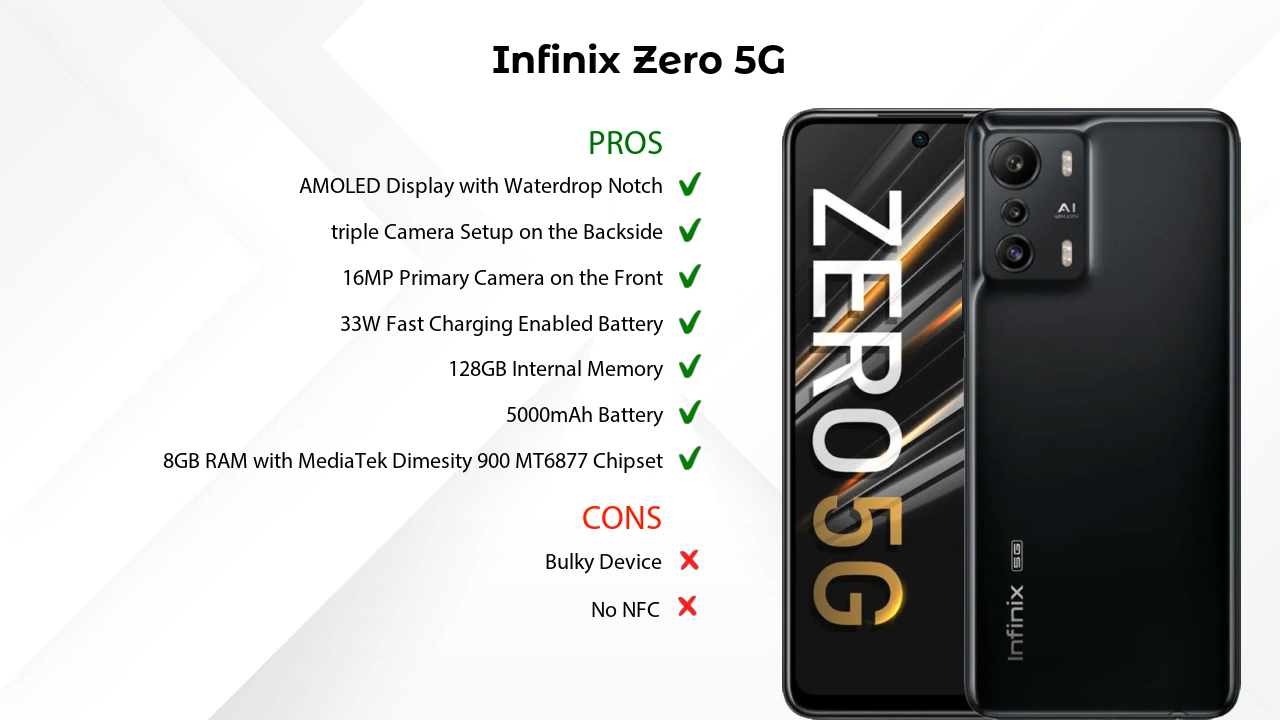 Infinix Zero 5G
PROS
AMOLED Display with Waterdrop Notch
triple Camera Setup on the Backside
16MP Primary Camera on the Front
33W Fast Charging Enabled Battery
128GB Internal Memory
5000mAh Battery
8GB RAM with MediaTek Dimesity 900 MT6877 Chipset
CONS
Bulky Device
No NFC
ZERO 5G
AI
Infinix 5G